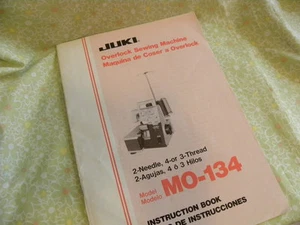 JUKI
Overlock Sewing Machine
Maquina de Coser a Overlock
2-Needle, 4-or 3-Thread
2-Agujas, 4 ó 3 Hilos
Model
Modelo MO-134
INSTRUCTION BOOK
DE INSTRUCCIONES